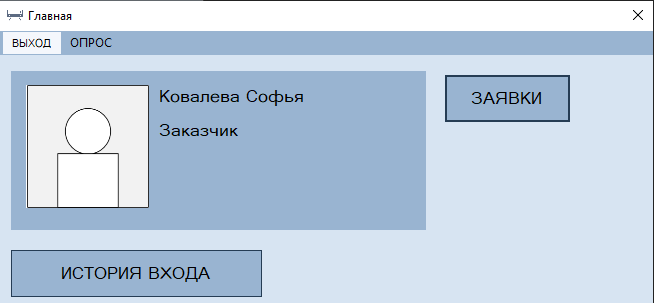 Главная
ВЫХОД ОПРОС
Ковалева Софья
Заказчик
ЗАЯВКИ
ИСТОРИЯ ВХОДА